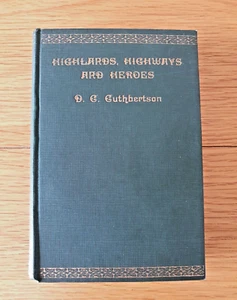 HIGHLANDS, HIGHWAYS
AND HEROES
D. C. Cuthbertson